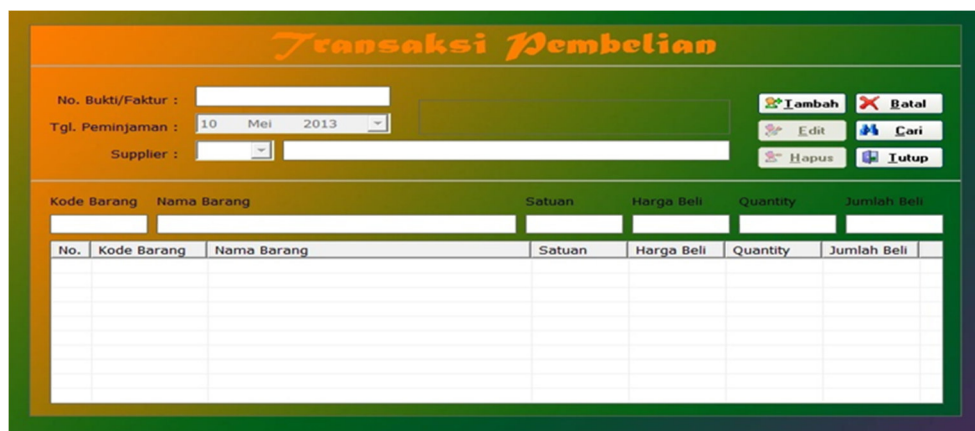 Transaksi Pembelian
No. Bukti/Faktur :
Tambah Batal
Tgl. Peminjaman : 10 Mei 2013
Edit Cari
Supplier :
Hapus Tutup
Kode Barang Nama Barang Satuan Harga Beli Quantity Jumlah Beli
No. Kode Barang Nama Barang Satuan Harga Beli Quantity Jumlah Beli